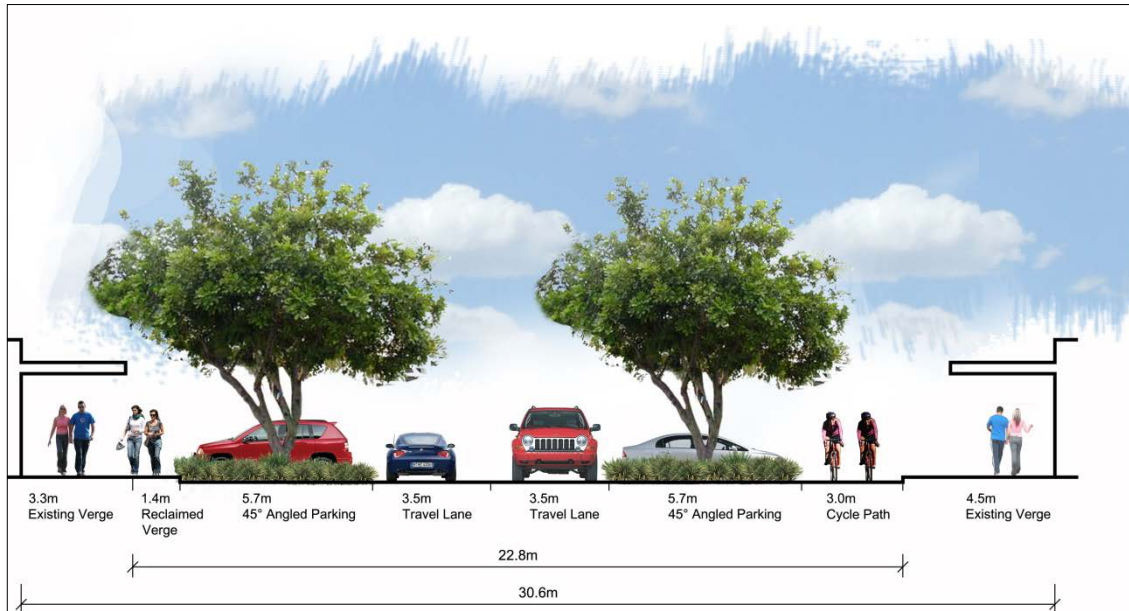 3.3m
Existing Verge
1.4m
Reclaimed
Verge
5.7m
45° Angled Parking
3.5m
Travel Lane
3.5m
Travel Lane
5.7m
45° Angled Parking
3.0m
Cycle Path
4.5m
Existing Verge
22.8m
30.6m